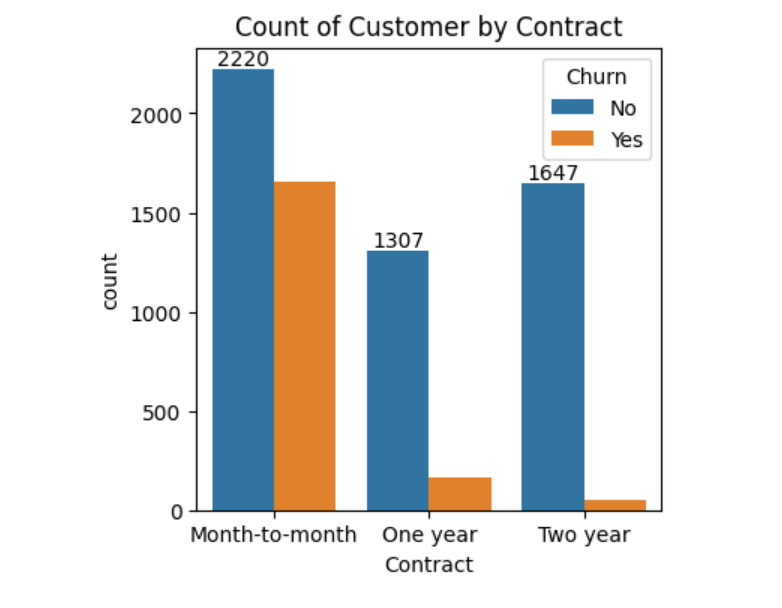 Count of Customer by Contract
2220
Churn
No
Yes
2000
1647
1500
1307
count
1000
500
0
Month-to-month One year Two year
Contract